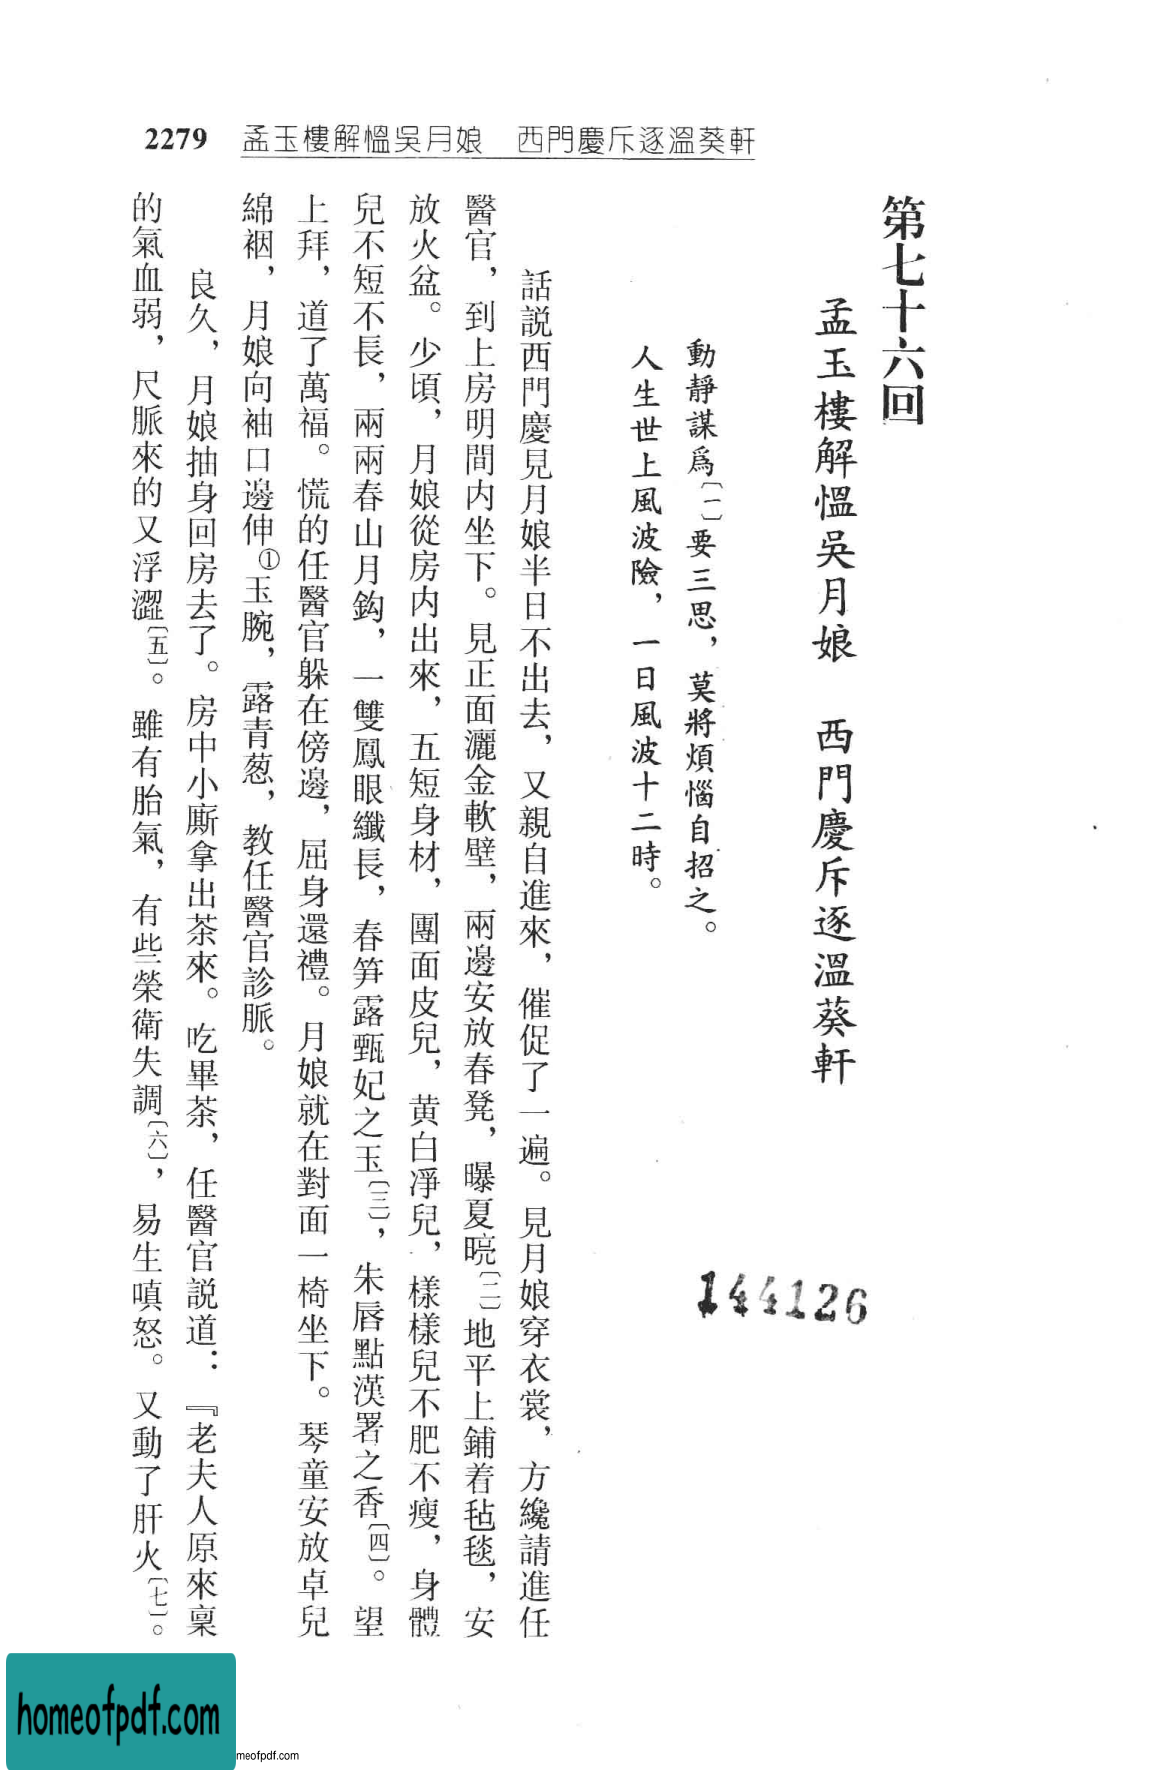 2279 孟玉樓解慍吳月娘 西門慶斥逐溫葵軒
第七十六回
孟玉樓解慍吳月娘 西門慶斥逐溫葵軒
動靜謀爲〔一〕要三思，莫將煩惱自招之。
人生世上風波險，一日風波十二時。
話説西門慶見月娘半日不出去，又親自進來，催促了一遍。見月娘穿衣裳，方纔請進任
醫官，到上房明間内坐下。見正面灑金軟壁，兩邊安放春凳，曝夏晥〔二〕地平上鋪着毡毯，安
放火盆。少頃，月娘從房内出來，五短身材，團面皮兒，黄白淨兒，樣樣兒不肥不瘦，身體
兒不短不長，兩兩春山月鈎，一雙鳳眼纖長，春笋露甄妃之玉〔三〕，朱唇點漢署之香〔四〕。望
上拜，道了萬福。慌的任醫官躲在傍邊，屈身還禮。月娘就在對面一椅坐下。琴童安放卓兒
綿裀，月娘向袖口邊伸①玉腕，露青葱，教任醫官診脈。
良久，月娘抽身回房去了。房中小廝拿出茶來。吃畢茶，任醫官説道：『老夫人原來稟
的氣血弱，尺脈來的又浮澀〔五〕。雖有胎氣，有些榮衛失調〔六〕，易生嗔怒。又動了肝火〔七〕。
144126
homeofpdf.com
meofpdf.com